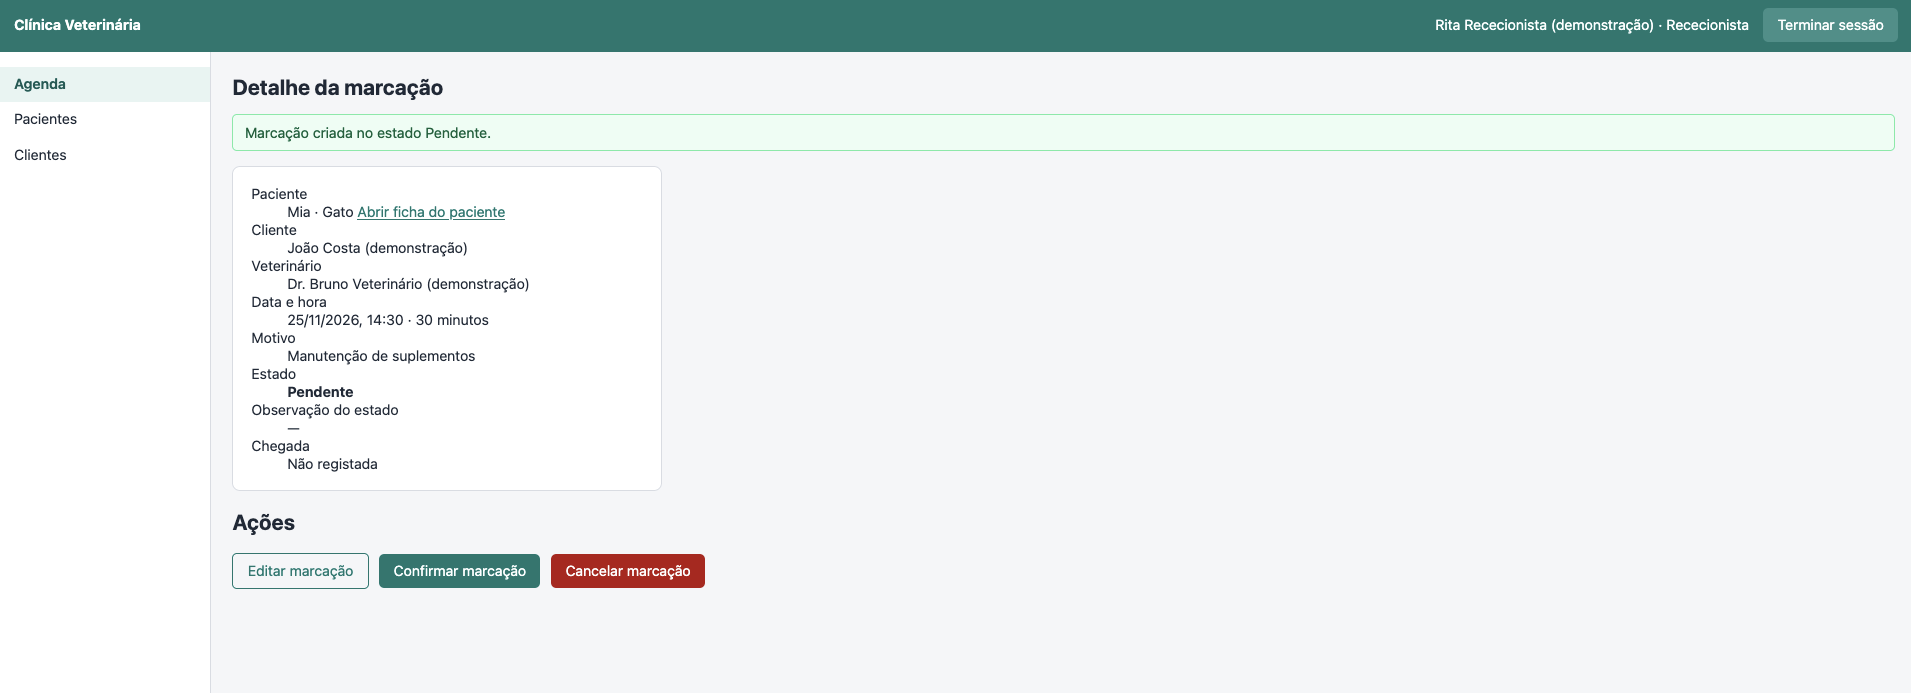 Clínica Veterinária
Rita Rececionista (demonstração) · Rececionista
Terminar sessão
Agenda
Pacientes
Clientes
Detalhe da marcação
Marcação criada no estado Pendente.
Paciente
Mia · Gato Abrir ficha do paciente
Cliente
João Costa (demonstração)
Veterinário
Dr. Bruno Veterinário (demonstração)
Data e hora
25/11/2026, 14:30 · 30 minutos
Motivo
Manutenção de suplementos
Estado
Pendente
Observação do estado
—
Chegada
Não registada
Ações
Editar marcação
Confirmar marcação
Cancelar marcação